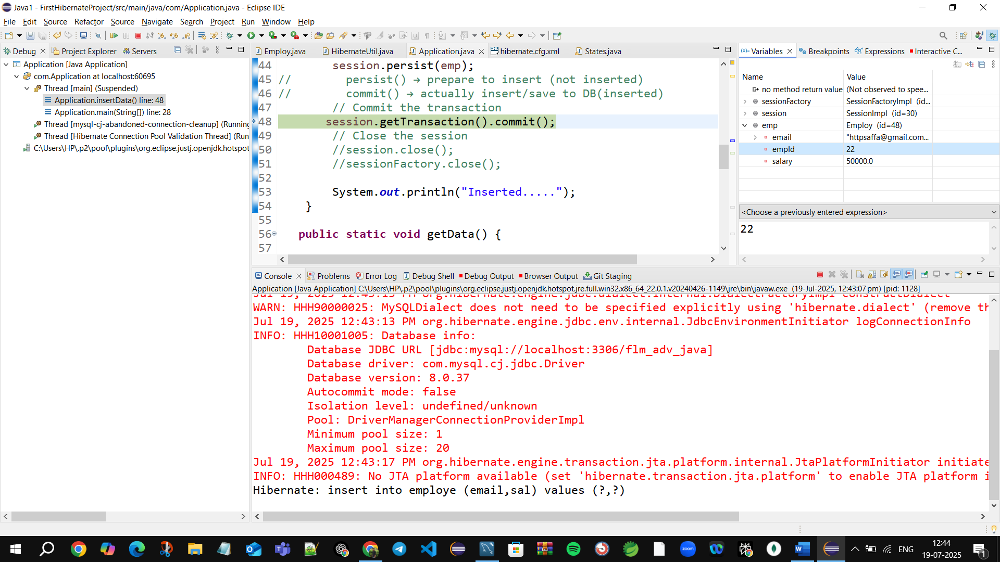 Java1 - FirstHibernateProject/src/main/java/com/Application.java - Eclipse IDE
File Edit Source Refactor Source Navigate Search Project Run Window Help
Debug Project Explorer Servers
Application [Java Application]
com.Application at localhost:60695
Thread [main] (Suspended)
Application.insertData() line: 48
Application.main(String[]) line: 28
Thread [mysql-cj-abandoned-connection-cleanup] (Running
Thread [Hibernate Connection Pool Validation Thread] (Run
C:\Users\HP\.p2\pool\plugins\org.eclipse.justj.openjdk.hotspot
Employ.java HibernateUtil.java Application.java hibernate.cfg.xml States.java
44 session.persist(emp);
45 // persist() → prepare to insert (not inserted)
46 // commit() → actually insert/save to DB(inserted)
47 // Commit the transaction
48 session.getTransaction().commit();
49 // Close the session
50 //session.close();
51 //sessionFactory.close();
52
53 System.out.println("Inserted.....");
54 }
55
56 public static void getData() {
57
Variables Breakpoints Expressions Interactive C...
Name Value
no method return value (Not observed to spee...
sessionFactory SessionFactoryImpl (id...
session SessionImpl (id=30)
emp Employ (id=48)
email "httpsaffa@gmail.com...
empId 22
salary 50000.0
<Choose a previously entered expression>
22
Console Problems Error Log Debug Shell Debug Output Browser Output Git Staging
Application [Java Application] C:\Users\HP\.p2\pool\plugins\org.eclipse.justj.openjdk.hotspot.jre.full.win32.x86_64_22.0.1.v20240426-1149\jre\bin\javaw.exe (19-Jul-2025, 12:43:07 pm) [pid: 1128]
Jul 19, 2025 12:43:13 PM org.hibernate.engine.jdbc.dialect.internal.DialectFactoryImpl constructDialect
WARN: HHH90000025: MySQLDialect does not need to be specified explicitly using 'hibernate.dialect' (remove th
Jul 19, 2025 12:43:13 PM org.hibernate.engine.jdbc.env.internal.JdbcEnvironmentInitiator logConnectionInfo
INFO: HHH10001005: Database info:
Database JDBC URL [jdbc:mysql://localhost:3306/flm_adv_java]
Database driver: com.mysql.cj.jdbc.Driver
Database version: 8.0.37
Autocommit mode: false
Isolation level: undefined/unknown
Pool: DriverManagerConnectionProviderImpl
Minimum pool size: 1
Maximum pool size: 20
Jul 19, 2025 12:43:17 PM org.hibernate.engine.transaction.jta.platform.internal.JtaPlatformInitiator initiate
INFO: HHH000489: No JTA platform available (set 'hibernate.transaction.jta.platform' to enable JTA platform i
Hibernate: insert into employe (email,sal) values (?,?)
zoom
ENG
12:44
19-07-2025
1